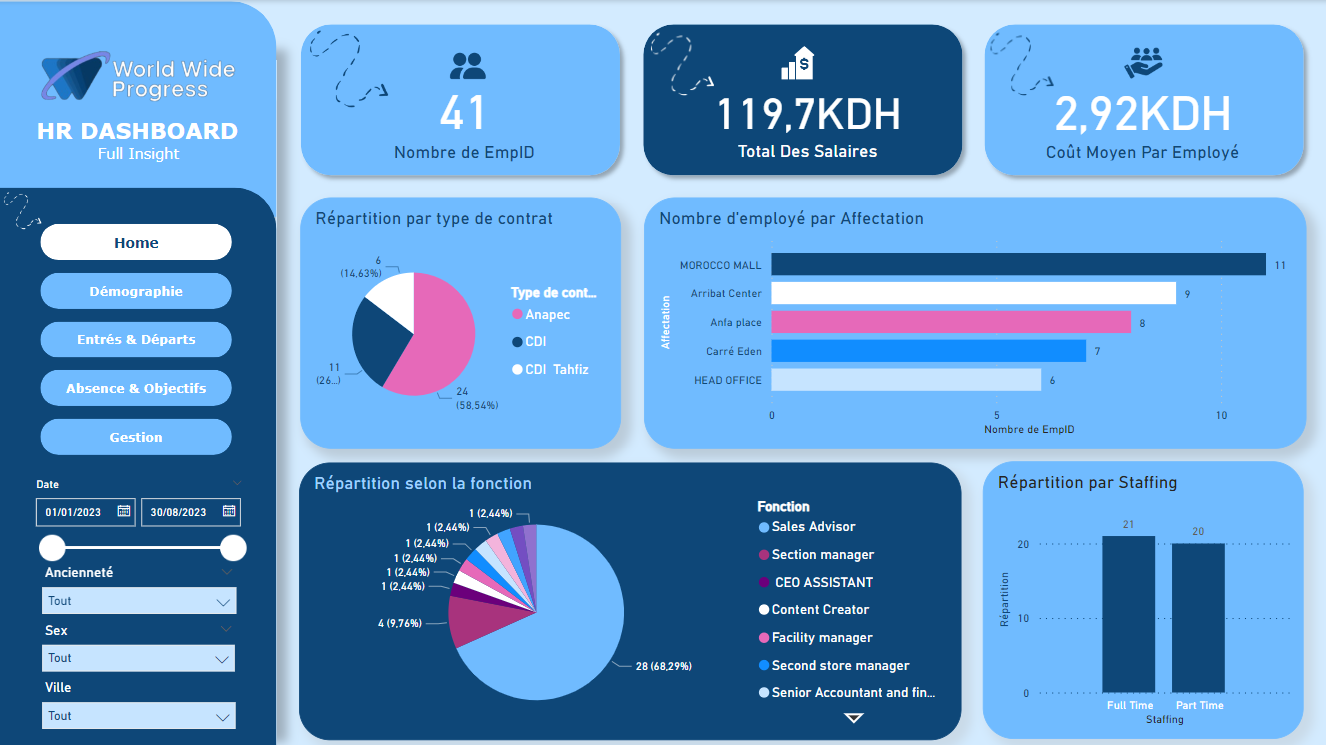 World Wide
Progress
HR DASHBOARD
Full Insight
Home
Démographie
Entrés & Départs
Absence & Objectifs
Gestion
Date
01/01/2023
30/08/2023
Ancienneté
Tout
Sex
Tout
Ville
Tout
41
Nombre de EmpID
$
119,7KDH
Total Des Salaires
2,92KDH
Coût Moyen Par Employé
Répartition par type de contrat
6
(14,63%)
11
(26...)
24
(58,54%)
Type de cont...
Anapec
CDI
CDI Tahfiz
Nombre d'employé par Affectation
Affectation
MOROCCO MALL
11
Arribat Center
9
Anfa place
8
Carré Eden
7
HEAD OFFICE
6
0
5
10
Nombre de EmpID
Répartition selon la fonction
1 (2,44%)
1 (2,44%)
1 (2,44%)
1 (2,44%)
1 (2,44%)
1 (2,44%)
4 (9,76%)
28 (68,29%)
Fonction
Sales Advisor
Section manager
CEO ASSISTANT
Content Creator
Facility manager
Second store manager
Senior Accountant and fin...
Répartition par Staffing
Répartition
20
10
0
21
20
Full Time
Part Time
Staffing